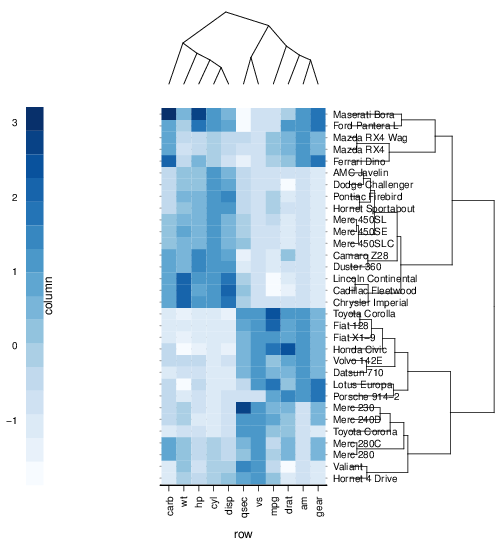 3
2
1
0
−1
column
Maserati Bora
Ford Pantera L
Mazda RX4 Wag
Mazda RX4
Ferrari Dino
AMC Javelin
Dodge Challenger
Pontiac Firebird
Hornet Sportabout
Merc 450SL
Merc 450SE
Merc 450SLC
Camaro Z28
Duster 360
Lincoln Continental
Cadillac Fleetwood
Chrysler Imperial
Toyota Corolla
Fiat 128
Fiat X1-9
Honda Civic
Volvo 142E
Datsun 710
Lotus Europa
Porsche 914-2
Merc 230
Merc 240D
Toyota Corona
Merc 280C
Merc 280
Valiant
Hornet 4 Drive
carb
wt
hp
cyl
disp
qsec
vs
mpg
drat
am
gear
row